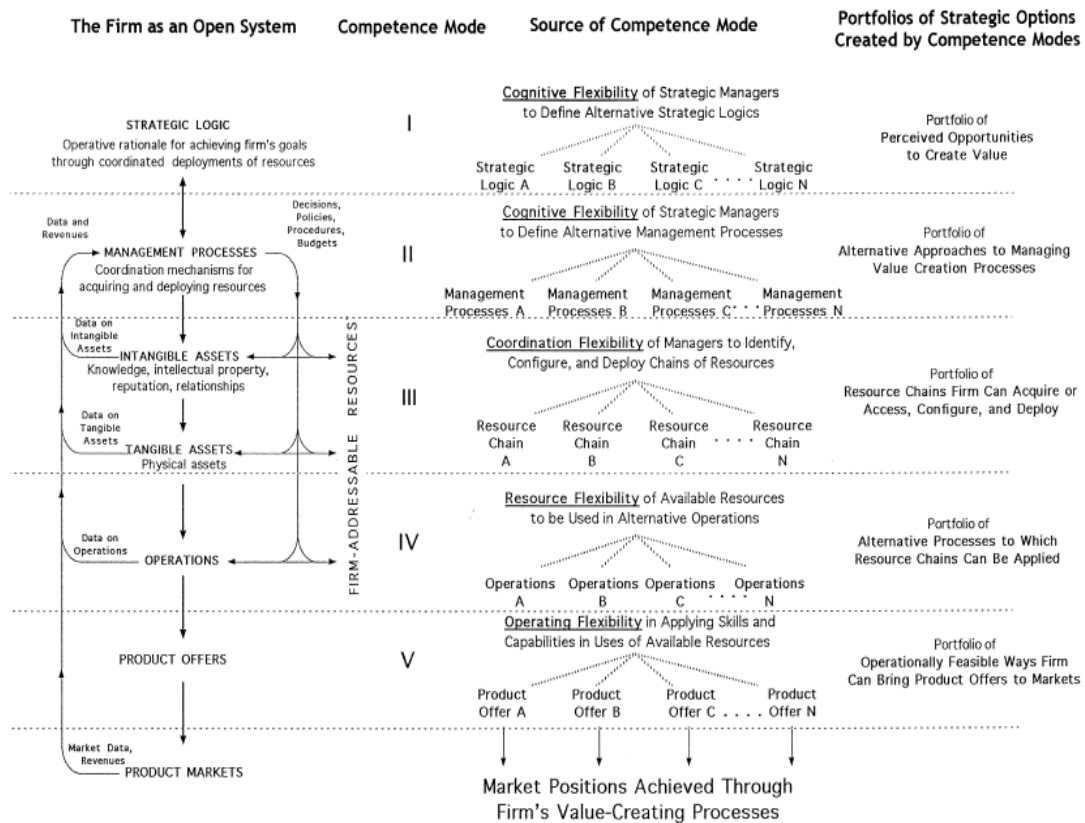 The Firm as an Open System
Competence Mode
Source of Competence Mode
Portfolios of Strategic Options
Created by Competence Modes
STRATEGIC LOGIC
Operative rationale for achieving firm's goals
through coordinated deployments of resources
I
Cognitive Flexibility of Strategic Managers
to Define Alternative Strategic Logics
Strategic Logic A
Strategic Logic B
Strategic Logic C
. . . .
Strategic Logic N
Portfolio of
Perceived Opportunities
to Create Value
Data and
Revenues
Decisions,
Policies,
Procedures,
Budgets
MANAGEMENT PROCESSES
Coordination mechanisms for
acquiring and deploying resources
II
Cognitive Flexibility of Strategic Managers
to Define Alternative Management Processes
Management Processes A
Management Processes B
Management Processes C
. . .
Management Processes N
Portfolio of
Alternative Approaches to Managing
Value Creation Processes
Data on
Intangible
Assets
INTANGIBLE ASSETS
Knowledge, intellectual property,
reputation, relationships
Data on
Tangible
Assets
TANGIBLE ASSETS
Physical assets
FIRM-ADDRESSABLE RESOURCES
III
Coordination Flexibility of Managers to Identify,
Configure, and Deploy Chains of Resources
Resource Chain A
Resource Chain B
Resource Chain C
. . . .
Resource Chain N
Portfolio of
Resource Chains Firm Can Acquire or
Access, Configure, and Deploy
Data on
Operations
OPERATIONS
IV
Resource Flexibility of Available Resources
to be Used in Alternative Operations
Operations A
Operations B
Operations C
. . . .
Operations N
Portfolio of
Alternative Processes to Which
Resource Chains Can Be Applied
PRODUCT OFFERS
V
Operating Flexibility in Applying Skills and
Capabilities in Uses of Available Resources
Product Offer A
Product Offer B
Product Offer C
. . . .
Product Offer N
Portfolio of
Operationally Feasible Ways Firm
Can Bring Product Offers to Markets
Market Data,
Revenues
PRODUCT MARKETS
Market Positions Achieved Through
Firm's Value-Creating Processes